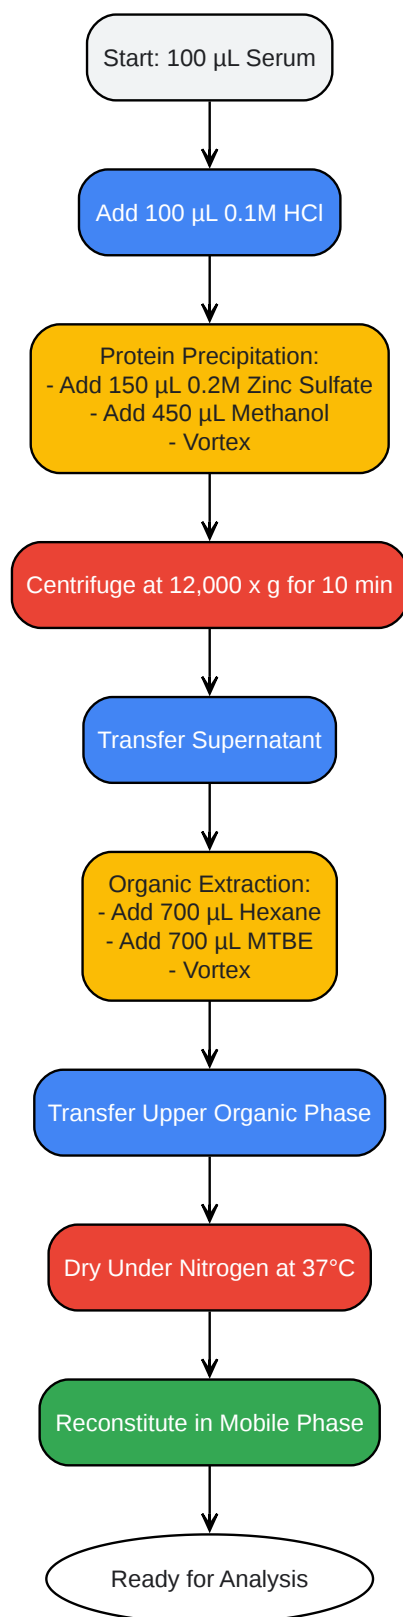 Start: 100 µL Serum
Add 100 µL 0.1M HCl
Protein Precipitation:
- Add 150 µL 0.2M Zinc Sulfate
- Add 450 µL Methanol
- Vortex
Centrifuge at 12,000 x g for 10 min
Transfer Supernatant
Organic Extraction:
- Add 700 µL Hexane
- Add 700 µL MTBE
- Vortex
Transfer Upper Organic Phase
Dry Under Nitrogen at 37°C
Reconstitute in Mobile Phase
Ready for Analysis